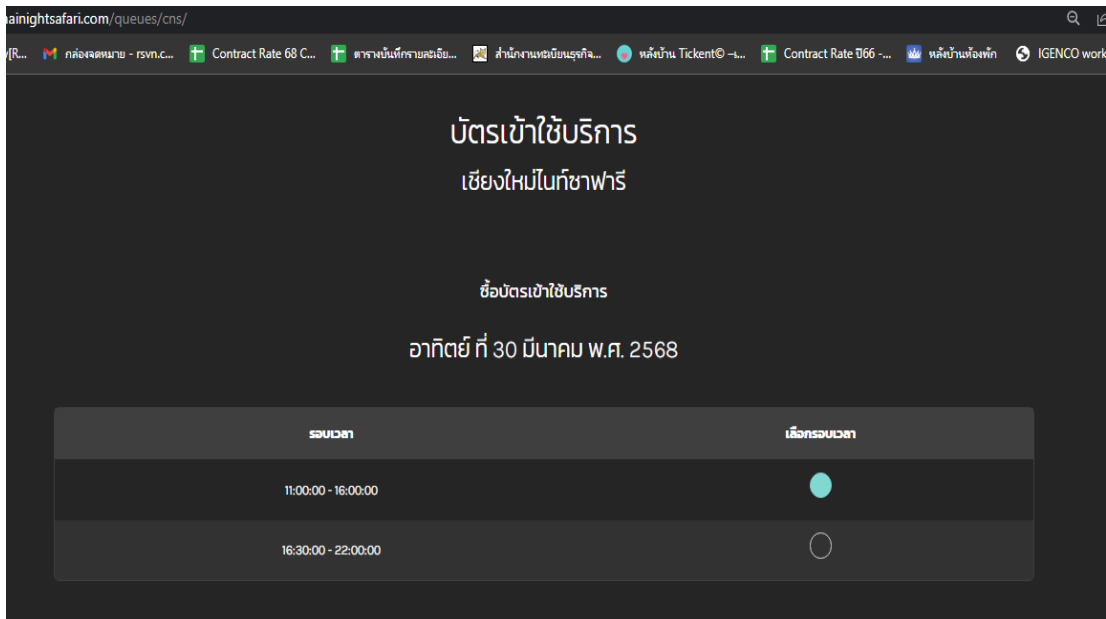 ainightsafari.com/queues/cns/
y[R... กล่องจดหมาย - rsvn.c... Contract Rate 68 C... ตารางบันทึกรายละเอีย... สำนักงานทะเบียนธุรกิจ... หลังบ้าน Tickent© –เ... Contract Rate ปี66 -... หลังบ้านห้องพัก IGENCO work
บัตรเข้าใช้บริการ
เชียงใหม่ไนท์ซาฟารี
ซื้อบัตรเข้าใช้บริการ
อาทิตย์ ที่ 30 มีนาคม พ.ศ. 2568
รอบเวลา เลือกรอบเวลา
11:00:00 - 16:00:00
16:30:00 - 22:00:00